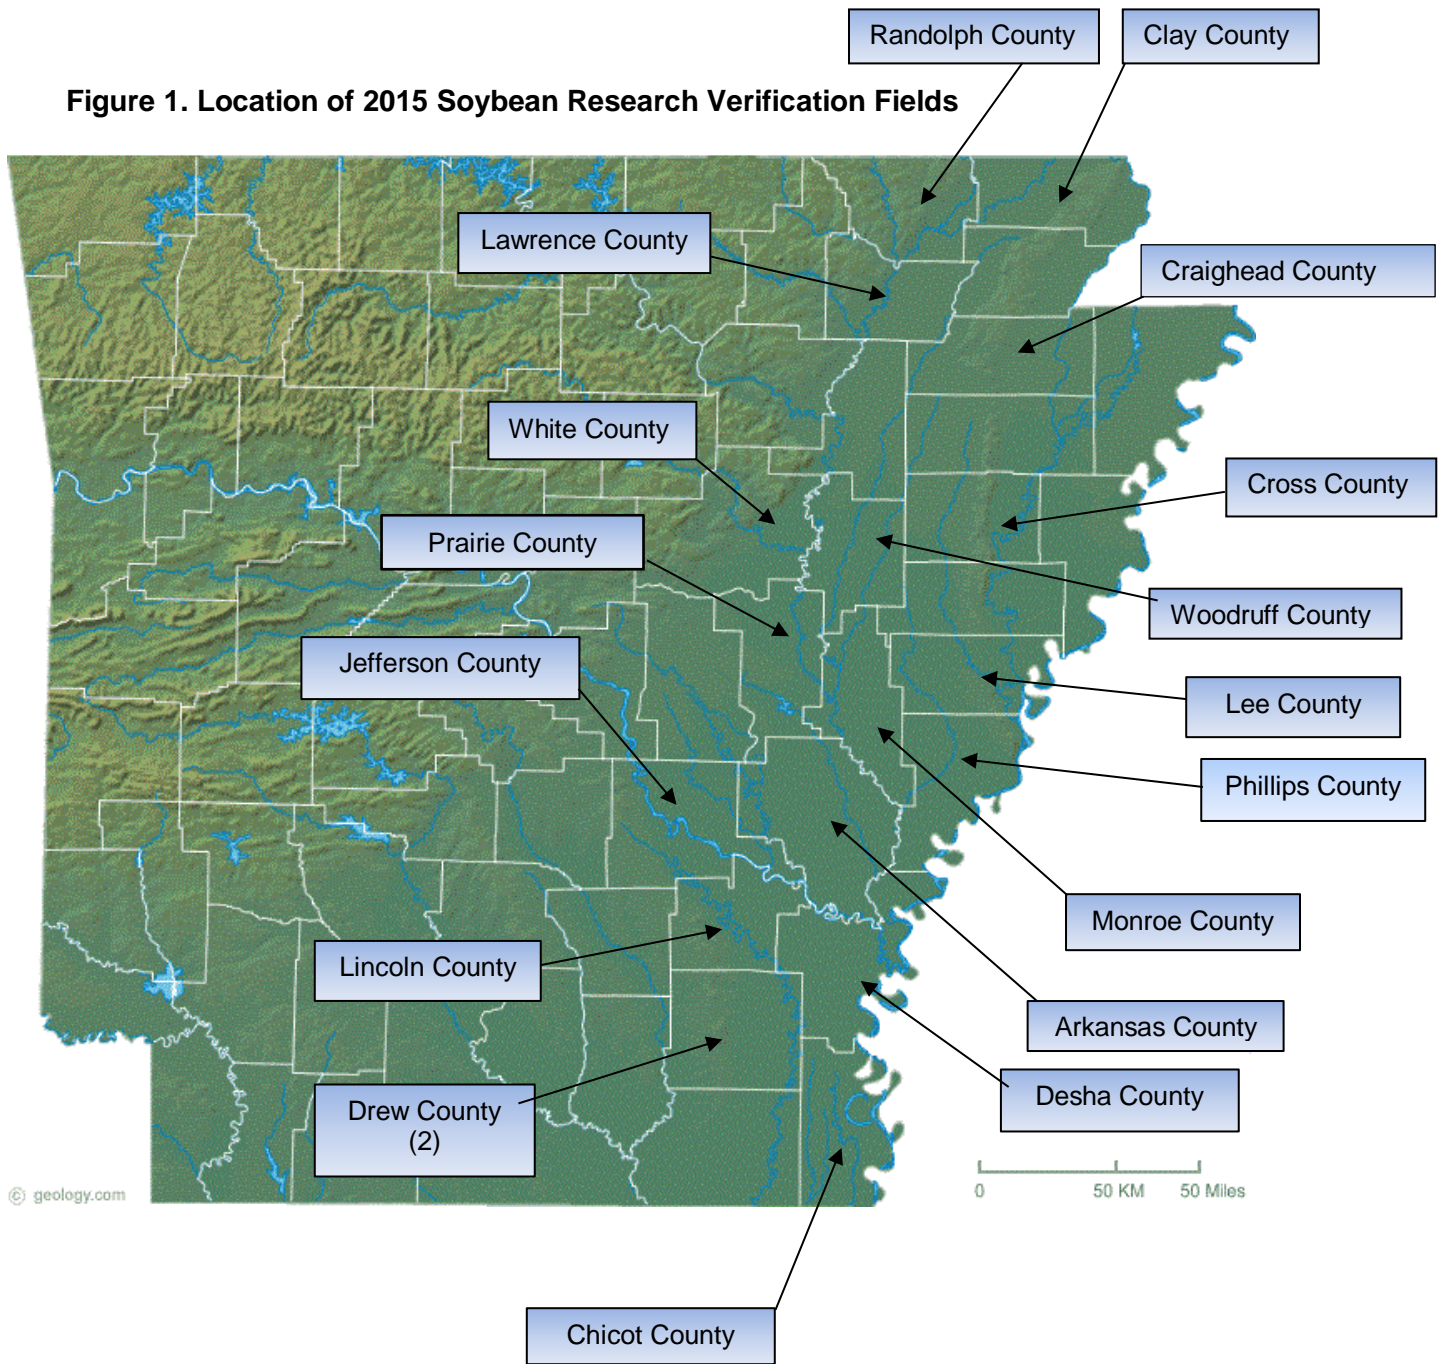 Randolph County
Clay County
Figure 1. Location of 2015 Soybean Research Verification Fields
Lawrence County
Craighead County
White County
Cross County
Prairie County
Woodruff County
Jefferson County
Lee County
Phillips County
Monroe County
Lincoln County
Arkansas County
Desha County
Drew County
(2)
© geology.com
0 50 KM 50 Miles
Chicot County